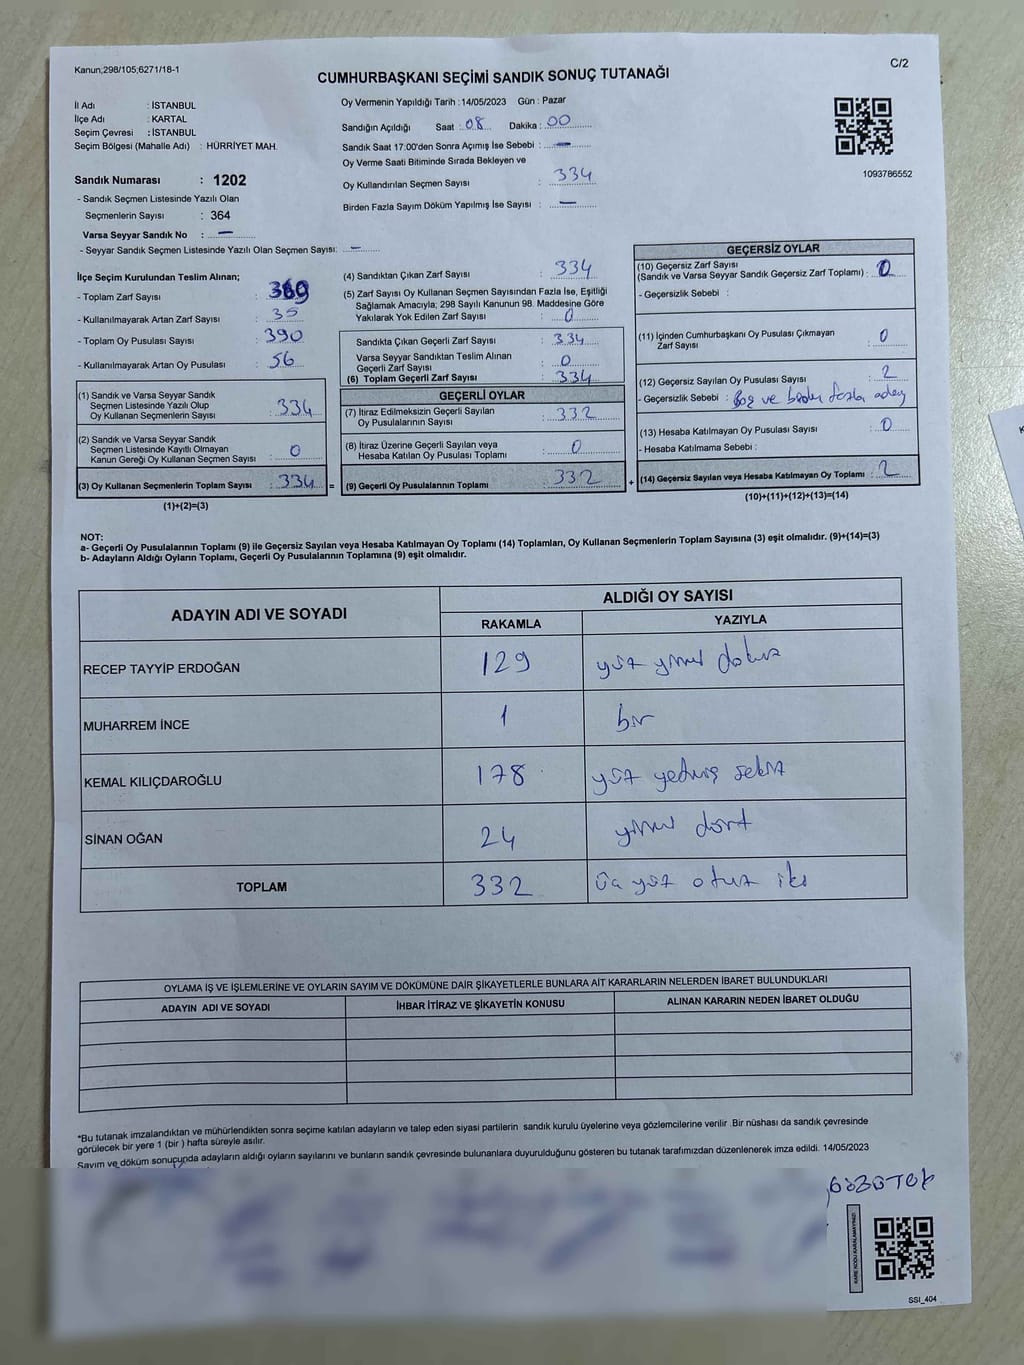 Kanun;298/105;6271/18-1
C/2
CUMHURBAŞKANI SEÇİMİ SANDIK SONUÇ TUTANAĞI
İl Adı : İSTANBUL
İlçe Adı : KARTAL
Seçim Çevresi : İSTANBUL
Seçim Bölgesi (Mahalle Adı) : HÜRRİYET MAH.
Sandık Numarası : 1202
- Sandık Seçmen Listesinde Yazılı Olan
Seçmenlerin Sayısı : 364
Varsa Seyyar Sandık No : —
- Seyyar Sandık Seçmen Listesinde Yazılı Olan Seçmen Sayısı: —
Oy Vermenin Yapıldığı Tarih : 14/05/2023 Gün : Pazar
Sandığın Açıldığı Saat : 08 Dakika : 00
Sandık Saat 17:00'den Sonra Açımış İse Sebebi : —
Oy Verme Saati Bitiminde Sırada Bekleyen ve
Oy Kullandırılan Seçmen Sayısı : 334
Birden Fazla Sayım Döküm Yapılmış İse Sayısı : —
1093786552
İlçe Seçim Kurulundan Teslim Alınan;
- Toplam Zarf Sayısı :
- Kullanılmayarak Artan Zarf Sayısı : 35
- Toplam Oy Pusulası Sayısı : 390
- Kullanılmayarak Artan Oy Pusulası : 56
(1) Sandık ve Varsa Seyyar Sandık
Seçmen Listesinde Yazılı Olup
Oy Kullanan Seçmenlerin Sayısı : 334
(2) Sandık ve Varsa Seyyar Sandık
Seçmen Listesinde Kayıtlı Olmayan
Kanun Gereği Oy Kullanan Seçmen Sayısı : 0
(3) Oy Kullanan Seçmenlerin Toplam Sayısı : 334 =
(1)+(2)=(3)
(4) Sandıktan Çıkan Zarf Sayısı : 334
(5) Zarf Sayısı Oy Kullanan Seçmen Sayısından Fazla İse, Eşitliği
Sağlamak Amacıyla; 298 Sayılı Kanunun 98. Maddesine Göre
Yakılarak Yok Edilen Zarf Sayısı : 0
Sandıkta Çıkan Geçerli Zarf Sayısı : 334
Varsa Seyyar Sandıktan Teslim Alınan
Geçerli Zarf Sayısı : 0
(6) Toplam Geçerli Zarf Sayısı : 334
GEÇERLİ OYLAR
(7) İtiraz Edilmeksizin Geçerli Sayılan
Oy Pusulalarının Sayısı : 332
(8) İtiraz Üzerine Geçerli Sayılan veya
Hesaba Katılan Oy Pusulası Toplamı : 0
(9) Geçerli Oy Pusulalarının Toplamı : 332 +
GEÇERSİZ OYLAR
(10) Geçersiz Zarf Sayısı
(Sandık ve Varsa Seyyar Sandık Geçersiz Zarf Toplamı) : 0
- Geçersizlik Sebebi :
(11) İçinden Cumhurbaşkanı Oy Pusulası Çıkmayan
Zarf Sayısı : 0
(12) Geçersiz Sayılan Oy Pusulası Sayısı : 2
- Geçersizlik Sebebi : Boş ve birden fazla aday
(13) Hesaba Katılmayan Oy Pusulası Sayısı : 0
- Hesaba Katılmama Sebebi :
(14) Geçersiz Sayılan veya Hesaba Katılmayan Oy Toplamı : 2
(10)+(11)+(12)+(13)=(14)
NOT:
a- Geçerli Oy Pusulalarının Toplamı (9) ile Geçersiz Sayılan veya Hesaba Katılmayan Oy Toplamı (14) Toplamları, Oy Kullanan Seçmenlerin Toplam Sayısına (3) eşit olmalıdır. (9)+(14)=(3)
b- Adayların Aldığı Oyların Toplamı, Geçerli Oy Pusulalarının Toplamına (9) eşit olmalıdır.
ADAYIN ADI VE SOYADI
ALDIĞI OY SAYISI
RAKAMLA YAZIYLA
RECEP TAYYİP ERDOĞAN 129 yüz yirmi dokuz
MUHARREM İNCE 1 bir
KEMAL KILIÇDAROĞLU 178 yüz yetmiş sekiz
SİNAN OĞAN 24 yirmi dört
TOPLAM 332 üç yüz otuz iki
OYLAMA İŞ VE İŞLEMLERİNE VE OYLARIN SAYIM VE DÖKÜMÜNE DAİR ŞİKAYETLERLE BUNLARA AİT KARARLARIN NELERDEN İBARET BULUNDUKLARI
ADAYIN ADI VE SOYADI İHBAR İTİRAZ VE ŞİKAYETİN KONUSU ALINAN KARARIN NEDEN İBARET OLDUĞU
*Bu tutanak imzalandıktan ve mühürlendikten sonra seçime katılan adayların ve talep eden siyasi partilerin sandık kurulu üyelerine veya gözlemcilerine verilir .Bir nüshası da sandık çevresinde
görülecek bir yere 1 (bir ) hafta süreyle asılır.
Sayım ve döküm sonucunda adayların aldığı oyların sayılarını ve bunların sandık çevresinde bulunanlara duyurulduğunu gösteren bu tutanak tarafımızdan düzenlenerek imza edildi. 14/05/2023
KARE KODU KARALAMAYINIZ!
SSI_404